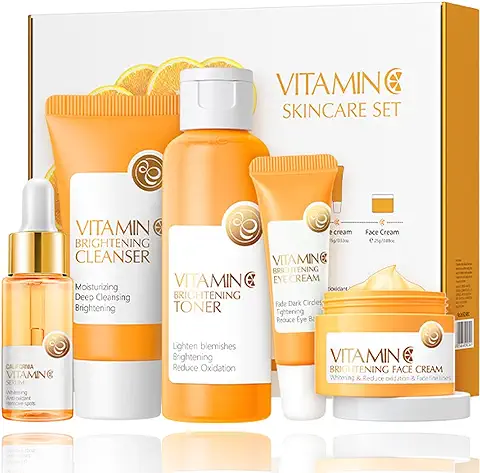 VITAMIN C
SKINCARE SET
Face Cream
VITAMIN C
BRIGHTENING
CLEANSER
Moisturizing
Deep Cleansing
Brightening
VITAMIN C
BRIGHTENING
TONER
Lighten blemishes
Brightening
Reduce Oxidation
VITAMIN C
BRIGHTENING
EYE CREAM
Fade Dark Circles
Tightening
Reduce Eye
CALIFORNIA
VITAMIN C
SERUM
VITAMIN C
BRIGHTENING FACE CREAM
Whitening & Reduce oxidation & Fade fine lines